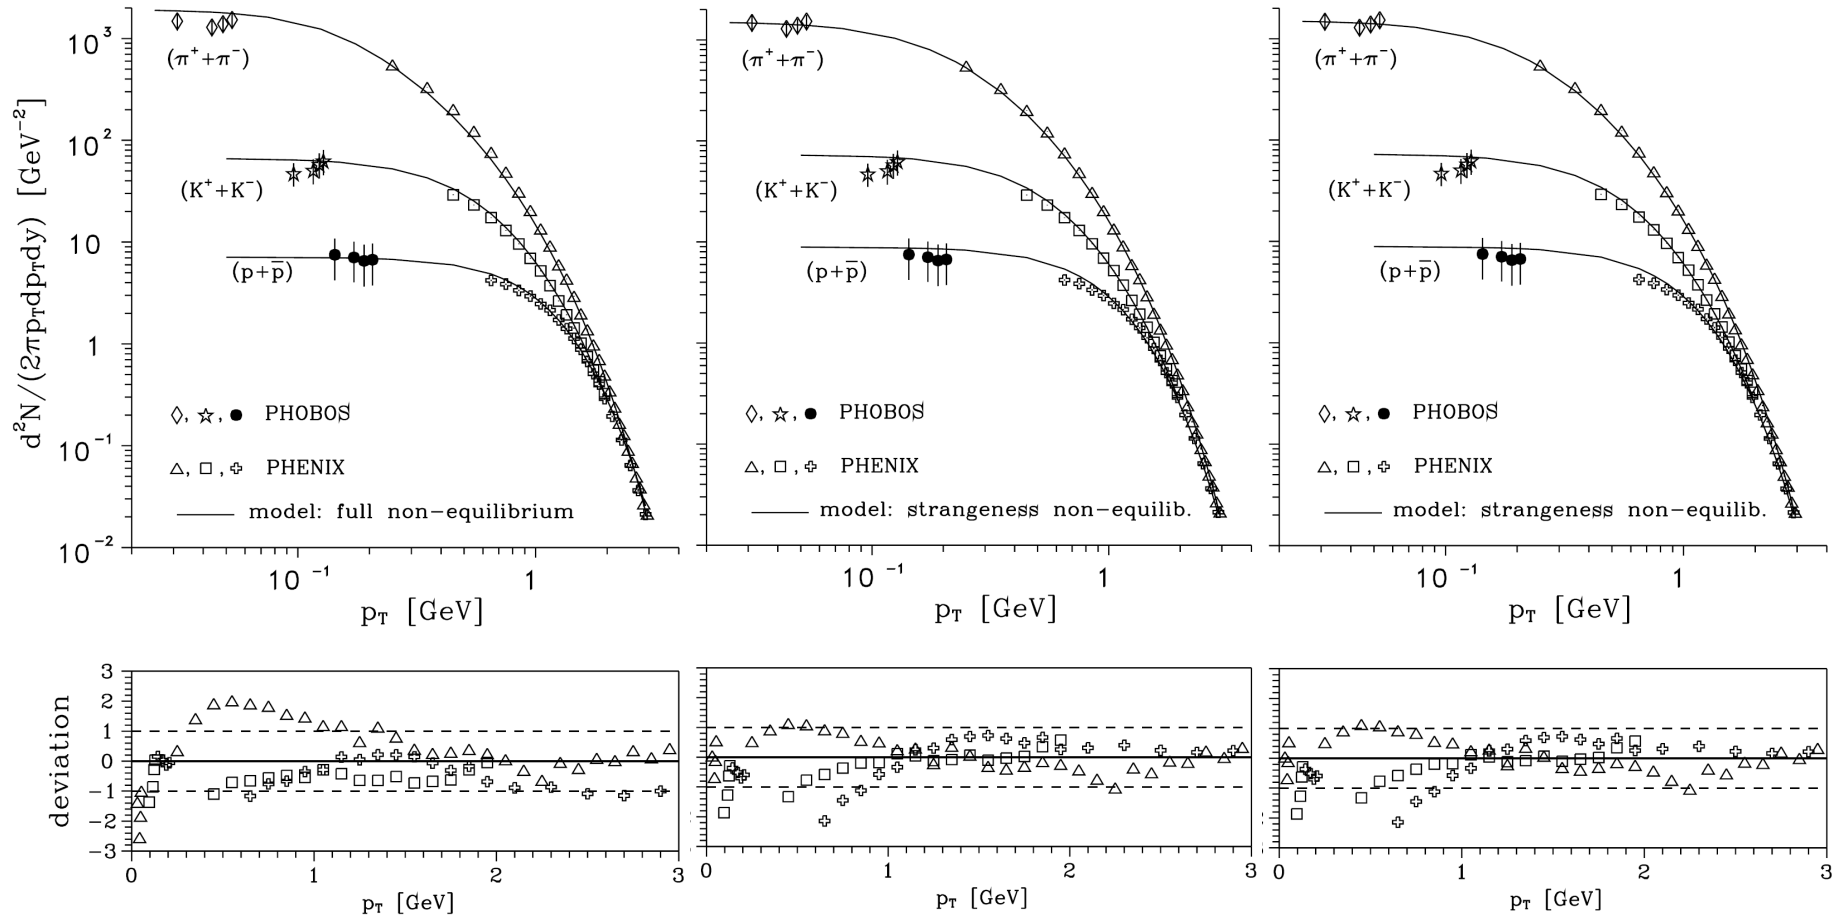 d²N/(2πp_T dp_T dy) [GeV⁻²]
10³
10²
10
1
10⁻¹
10⁻²
(π⁺+π⁻)
(K⁺+K⁻)
(p+p̅)
PHOBOS
PHENIX
model: full non-equilibrium
10⁻¹ 1
p_T [GeV]
(π⁺+π⁻)
(K⁺+K⁻)
(p+p̅)
PHOBOS
PHENIX
model: strangeness non-equilib.
10⁻¹ 1
p_T [GeV]
(π⁺+π⁻)
(K⁺+K⁻)
(p+p̅)
PHOBOS
PHENIX
model: strangeness non-equilib.
10⁻¹ 1
p_T [GeV]
deviation
3
2
1
0
-1
-2
-3
0 1 2 3
p_T [GeV]
0 1 2 3
p_T [GeV]
0 1 2 3
p_T [GeV]